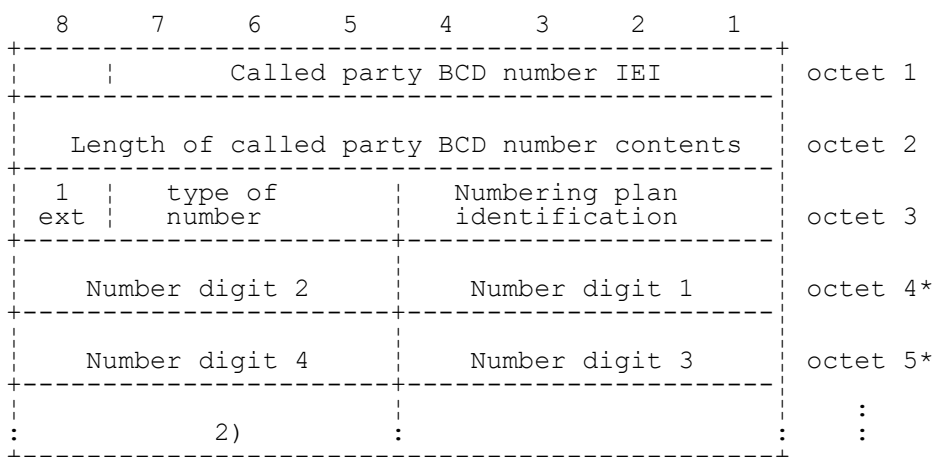 8 7 6 5 4 3 2 1
Called party BCD number IEI octet 1
Length of called party BCD number contents octet 2
1 type of Numbering plan
ext number identification octet 3
Number digit 2 Number digit 1 octet 4*
Number digit 4 Number digit 3 octet 5*
:
: 2) : : :